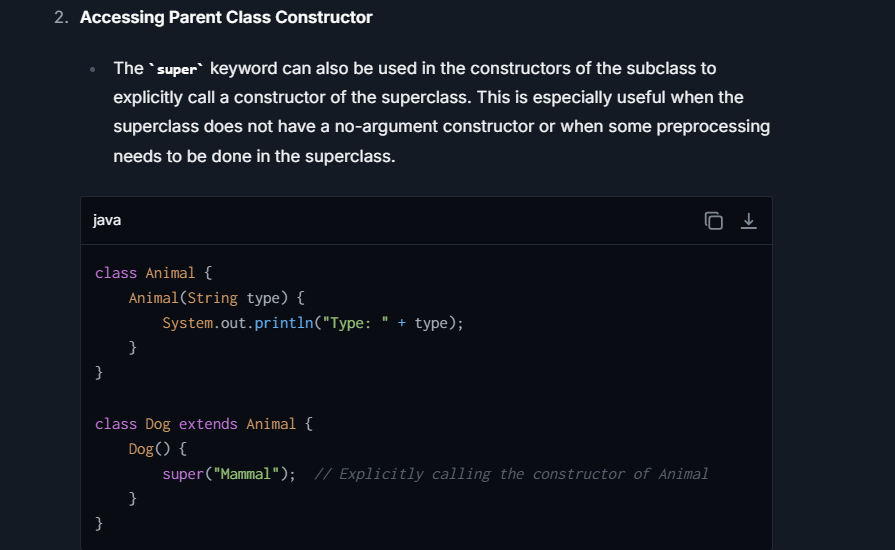 2. Accessing Parent Class Constructor
The `super` keyword can also be used in the constructors of the subclass to
explicitly call a constructor of the superclass. This is especially useful when the
superclass does not have a no-argument constructor or when some preprocessing
needs to be done in the superclass.
java
class Animal {
    Animal(String type) {
        System.out.println("Type: " + type);
    }
}

class Dog extends Animal {
    Dog() {
        super("Mammal");  // Explicitly calling the constructor of Animal
    }
}